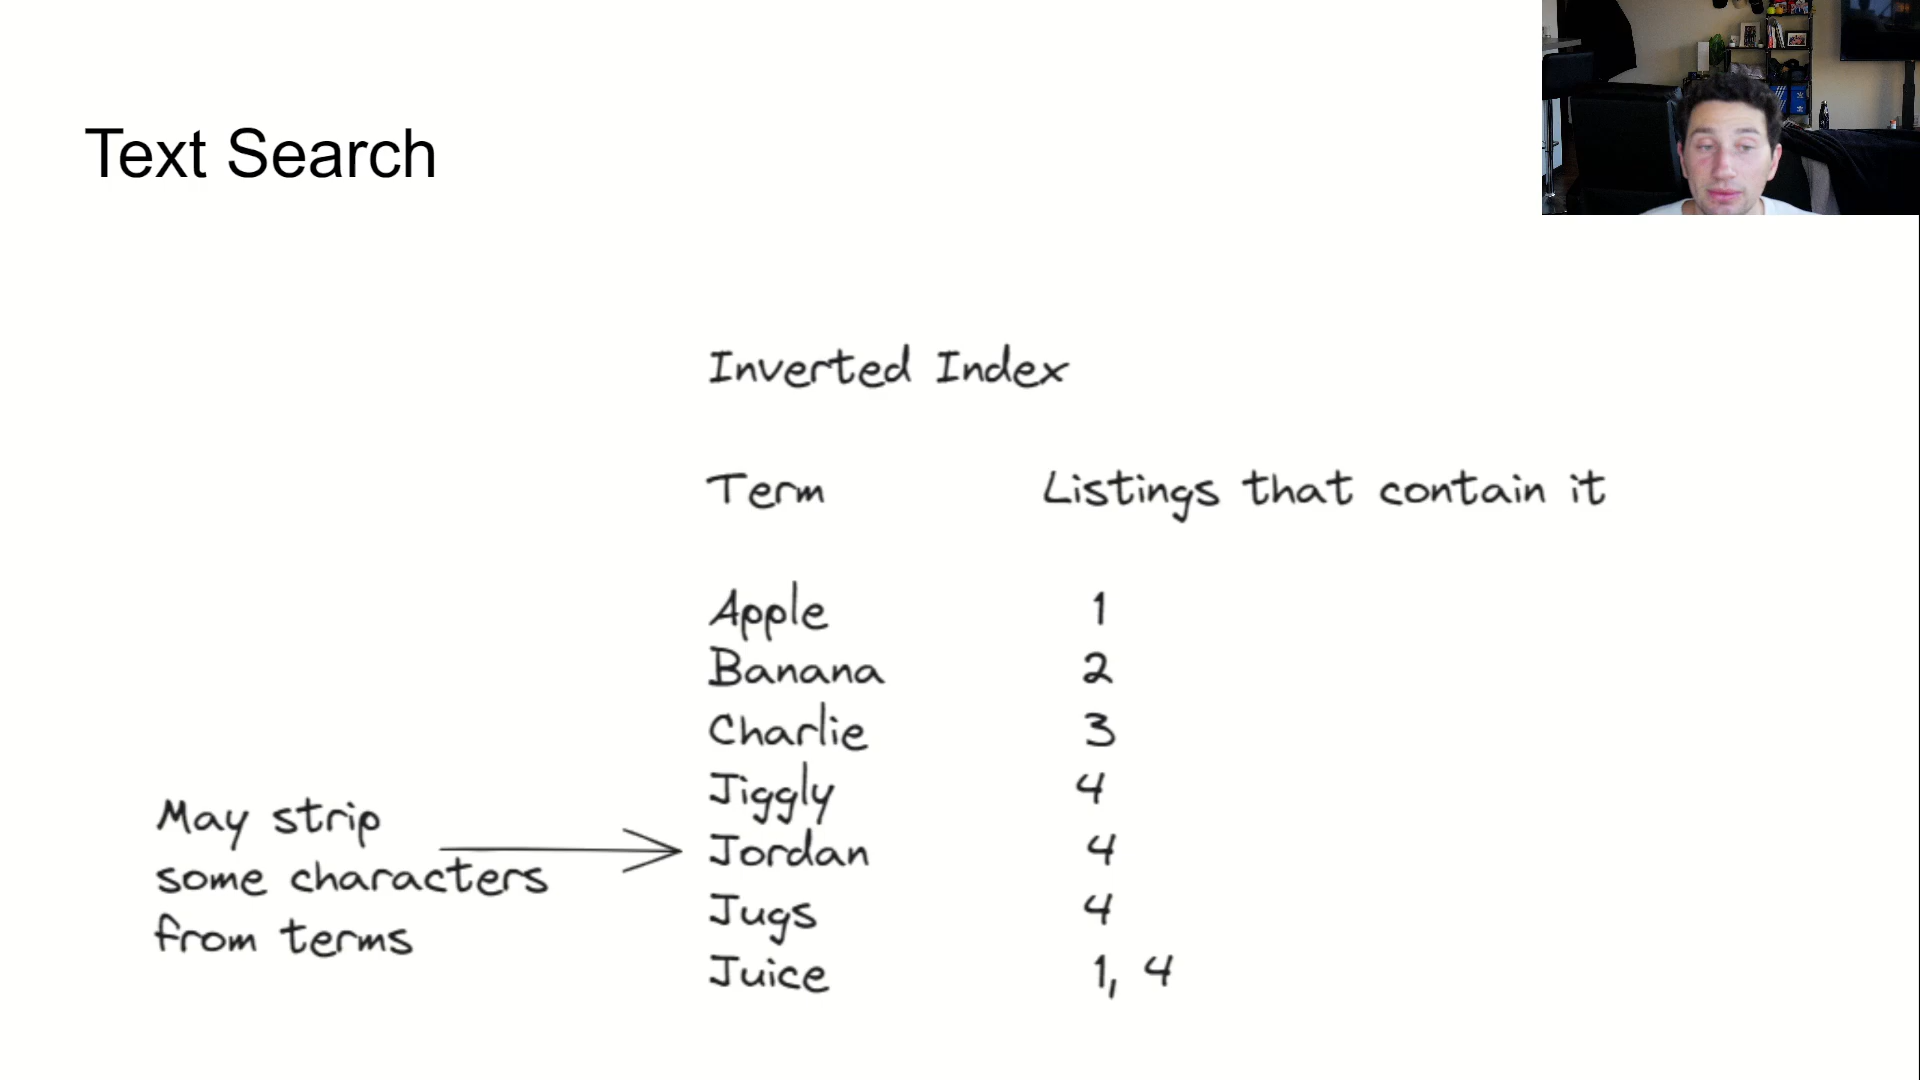 Text Search
Inverted Index
Term Listings that contain it
Apple 1
Banana 2
Charlie 3
Jiggly 4
Jordan 4
Jugs 4
Juice 1, 4
May strip
some characters
from terms